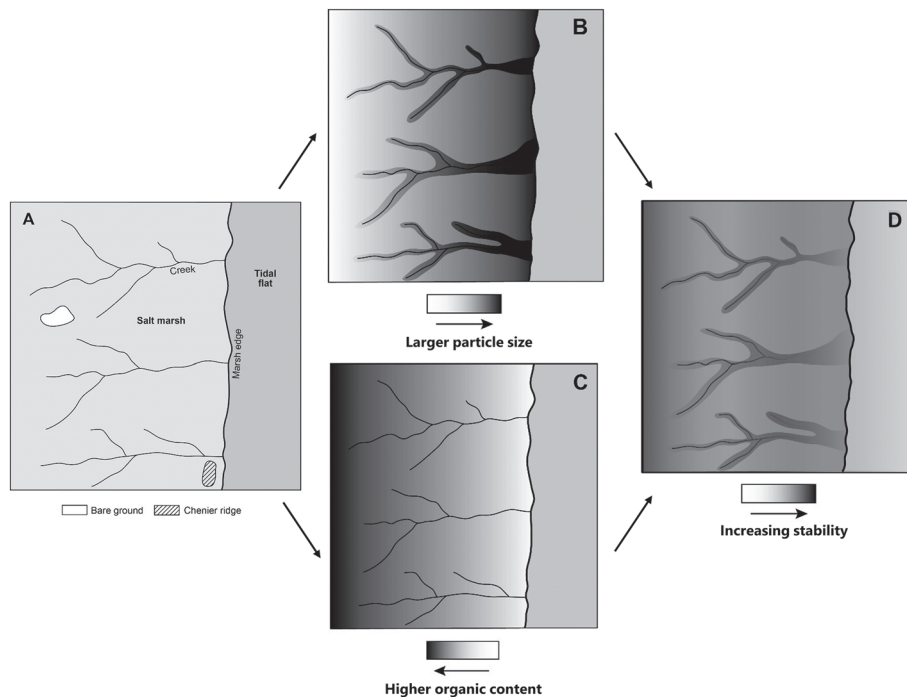 A
Creek
Tidal
flat
Salt marsh
Marsh edge
Bare ground
Chenier ridge
B
Larger particle size
C
Higher organic content
D
Increasing stability